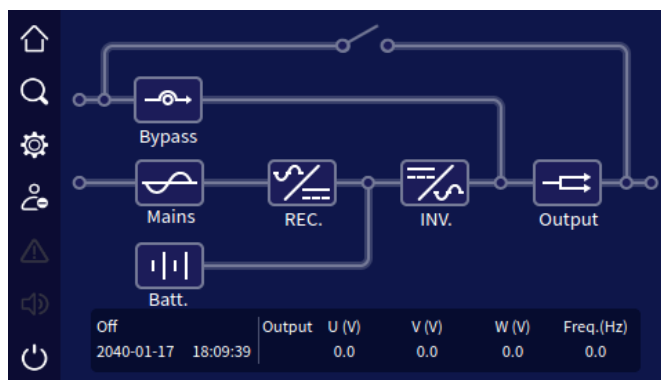 Bypass
Mains
REC.
INV.
Output
Batt.
Off Output U (V) V (V) W (V) Freq.(Hz)
2040-01-17 18:09:39 0.0 0.0 0.0 0.0